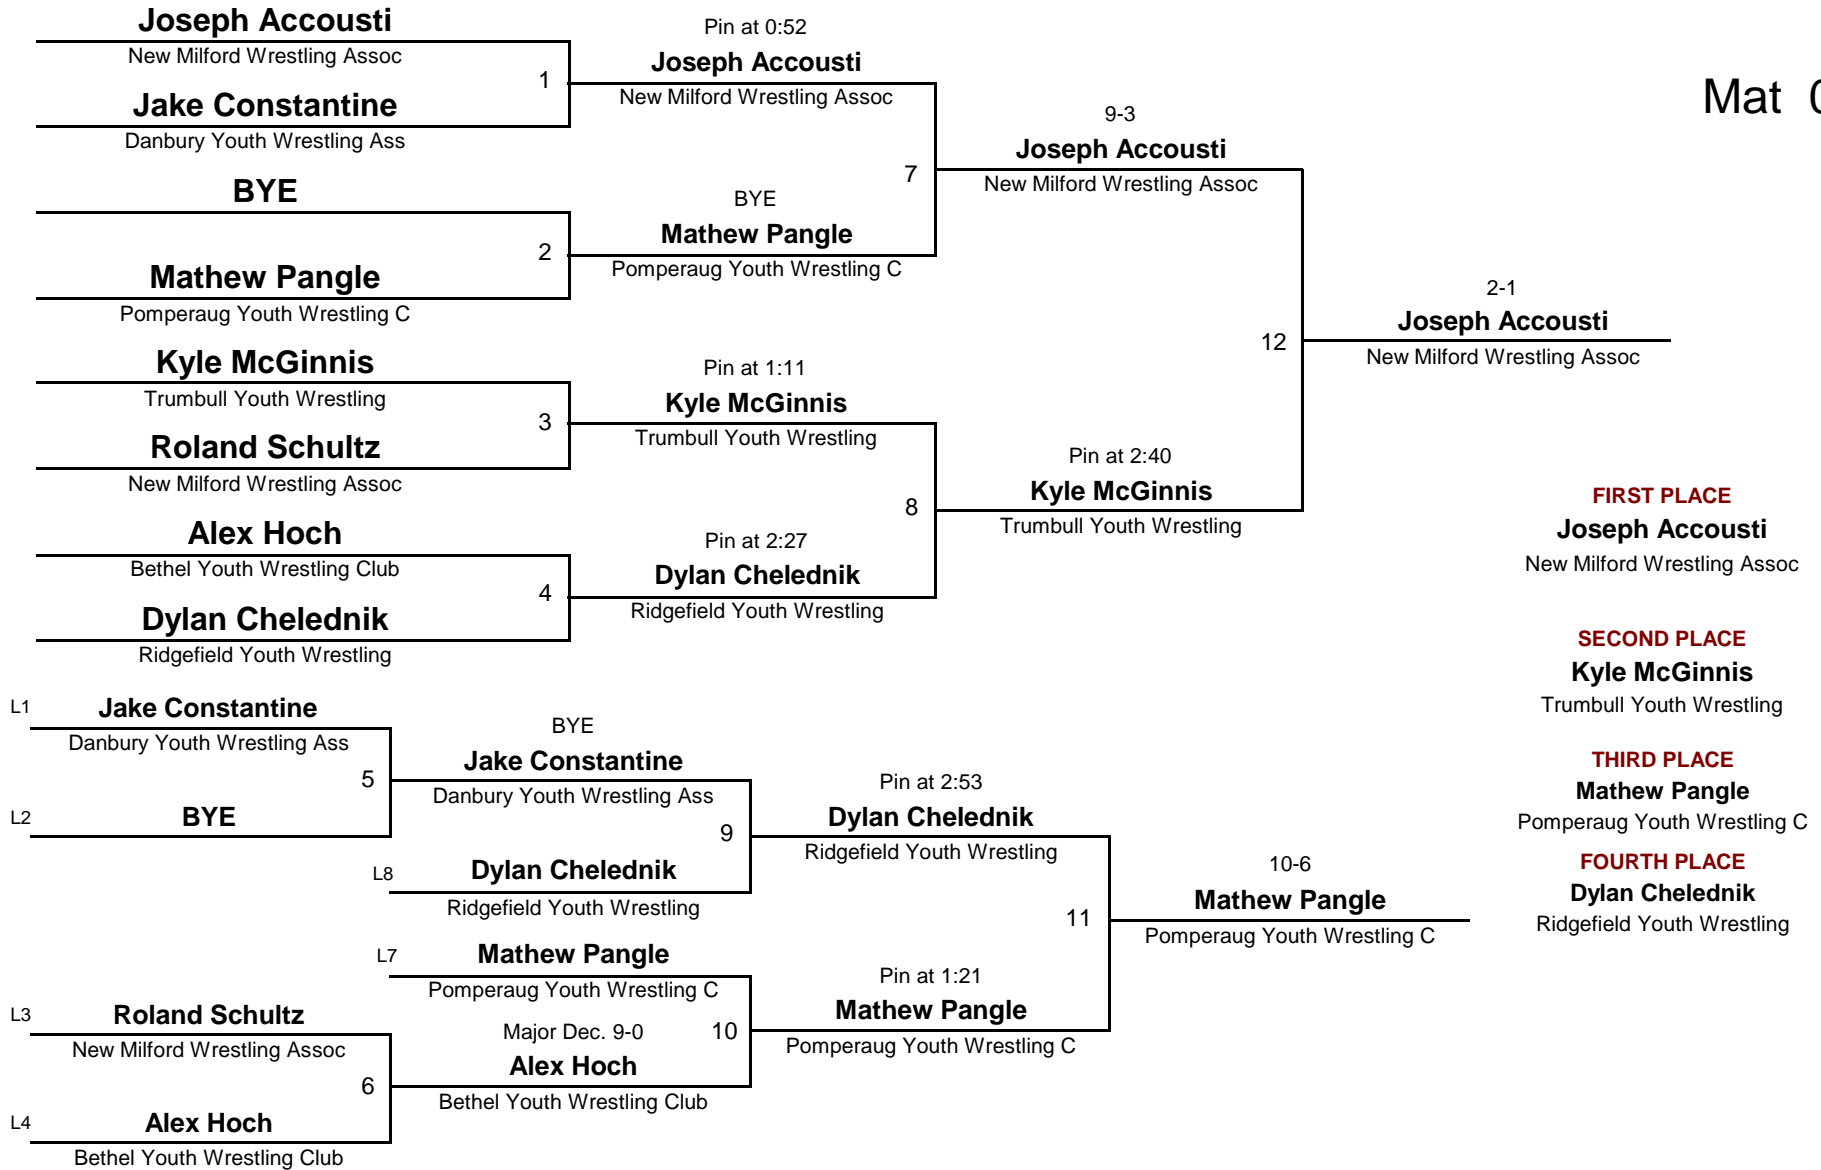 Joseph Accousti
New Milford Wrestling Assoc
1
Jake Constantine
Danbury Youth Wrestling Ass
BYE
2
Mathew Pangle
Pomperaug Youth Wrestling C
Kyle McGinnis
Trumbull Youth Wrestling
3
Roland Schultz
New Milford Wrestling Assoc
Alex Hoch
Bethel Youth Wrestling Club
4
Dylan Chelednik
Ridgefield Youth Wrestling
Pin at 0:52
Joseph Accousti
New Milford Wrestling Assoc
7
BYE
Mathew Pangle
Pomperaug Youth Wrestling C
Pin at 1:11
Kyle McGinnis
Trumbull Youth Wrestling
8
Pin at 2:27
Dylan Chelednik
Ridgefield Youth Wrestling
9-3
Joseph Accousti
New Milford Wrestling Assoc
12
Pin at 2:40
Kyle McGinnis
Trumbull Youth Wrestling
Mat 0
2-1
Joseph Accousti
New Milford Wrestling Assoc
FIRST PLACE
Joseph Accousti
New Milford Wrestling Assoc
SECOND PLACE
Kyle McGinnis
Trumbull Youth Wrestling
THIRD PLACE
Mathew Pangle
Pomperaug Youth Wrestling C
FOURTH PLACE
Dylan Chelednik
Ridgefield Youth Wrestling
L1 Jake Constantine
Danbury Youth Wrestling Ass
5
L2 BYE
L3 Roland Schultz
New Milford Wrestling Assoc
6
L4 Alex Hoch
Bethel Youth Wrestling Club
BYE
Jake Constantine
Danbury Youth Wrestling Ass
9
L8 Dylan Chelednik
Ridgefield Youth Wrestling
L7 Mathew Pangle
Pomperaug Youth Wrestling C
Major Dec. 9-0 10
Alex Hoch
Bethel Youth Wrestling Club
Pin at 2:53
Dylan Chelednik
Ridgefield Youth Wrestling
11
Pin at 1:21
Mathew Pangle
Pomperaug Youth Wrestling C
10-6
Mathew Pangle
Pomperaug Youth Wrestling C